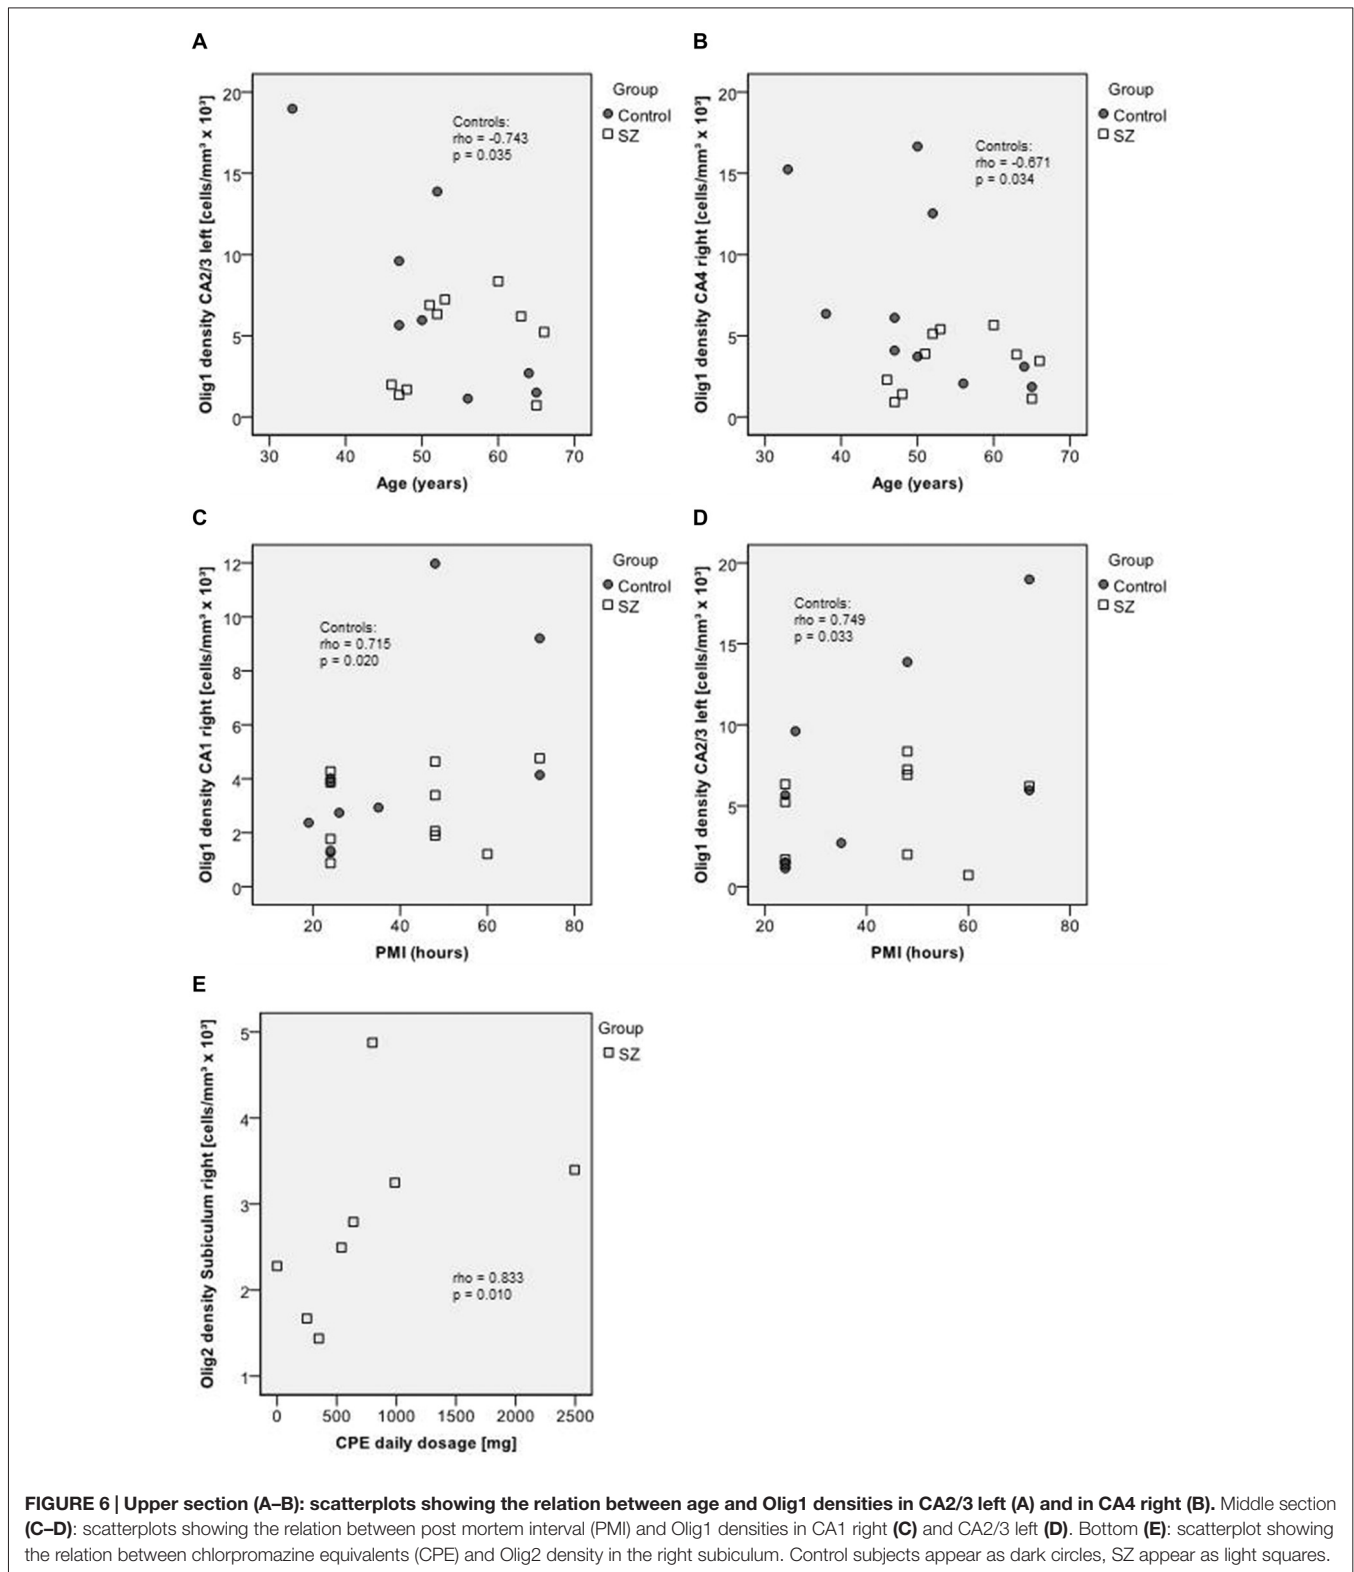 A
Olig1 density CA2/3 left [cells/mm³ x 10³]
20
15
10
5
0
30 40 50 60 70
Age (years)
Controls:
rho = -0.743
p = 0.035
Group
Control
SZ
B
Olig1 density CA4 right [cells/mm³ x 10³]
20
15
10
5
0
30 40 50 60 70
Age (years)
Controls:
rho = -0.671
p = 0.034
Group
Control
SZ
C
Olig1 density CA1 right [cells/mm³ x 10³]
12
10
8
6
4
2
0
20 40 60 80
PMI (hours)
Controls:
rho = 0.715
p = 0.020
Group
Control
SZ
D
Olig1 density CA2/3 left [cells/mm³ x 10³]
20
15
10
5
0
20 40 60 80
PMI (hours)
Controls:
rho = 0.749
p = 0.033
Group
Control
SZ
E
Olig2 density Subiculum right [cells/mm³ x 10³]
5
4
3
2
1
0 500 1000 1500 2000 2500
CPE daily dosage [mg]
rho = 0.833
p = 0.010
Group
SZ
FIGURE 6 | Upper section (A–B): scatterplots showing the relation between age and Olig1 densities in CA2/3 left (A) and in CA4 right (B). Middle section
(C–D): scatterplots showing the relation between post mortem interval (PMI) and Olig1 densities in CA1 right (C) and CA2/3 left (D). Bottom (E): scatterplot showing
the relation between chlorpromazine equivalents (CPE) and Olig2 density in the right subiculum. Control subjects appear as dark circles, SZ appear as light squares.